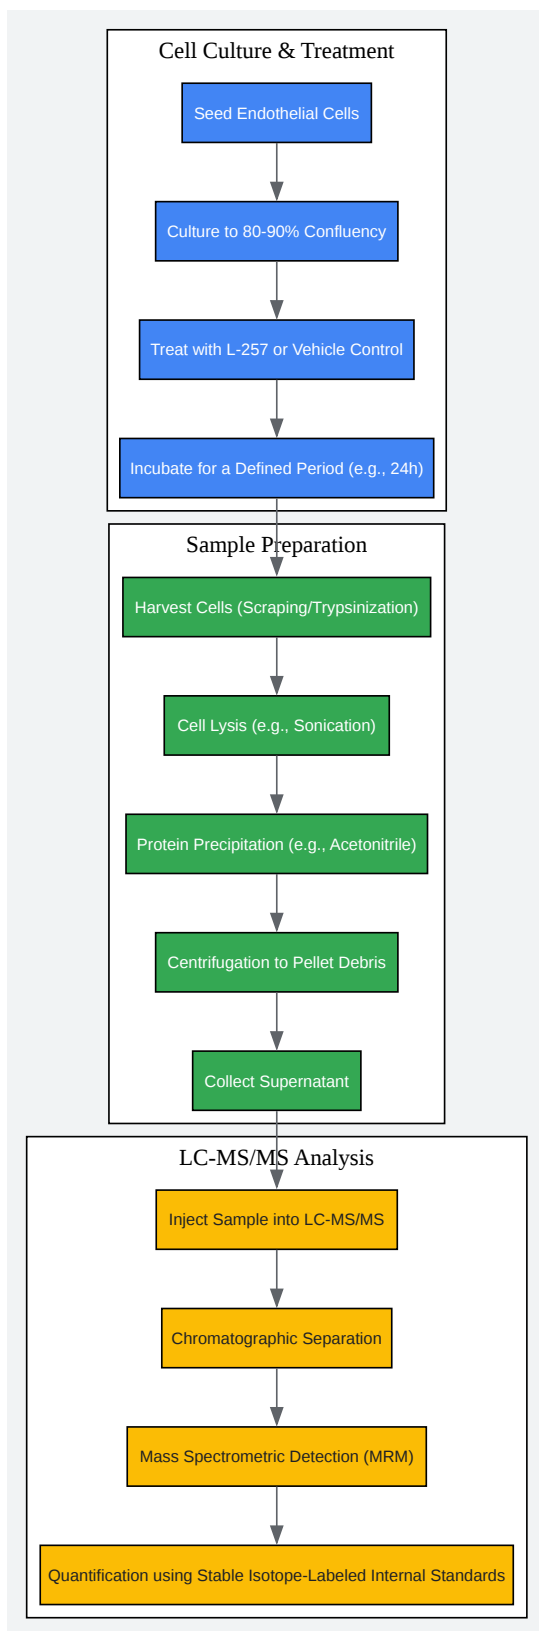 Cell Culture & Treatment
Seed Endothelial Cells
Culture to 80-90% Confluency
Treat with L-257 or Vehicle Control
Incubate for a Defined Period (e.g., 24h)
Sample Preparation
Harvest Cells (Scraping/Trypsinization)
Cell Lysis (e.g., Sonication)
Protein Precipitation (e.g., Acetonitrile)
Centrifugation to Pellet Debris
Collect Supernatant
LC-MS/MS Analysis
Inject Sample into LC-MS/MS
Chromatographic Separation
Mass Spectrometric Detection (MRM)
Quantification using Stable Isotope-Labeled Internal Standards